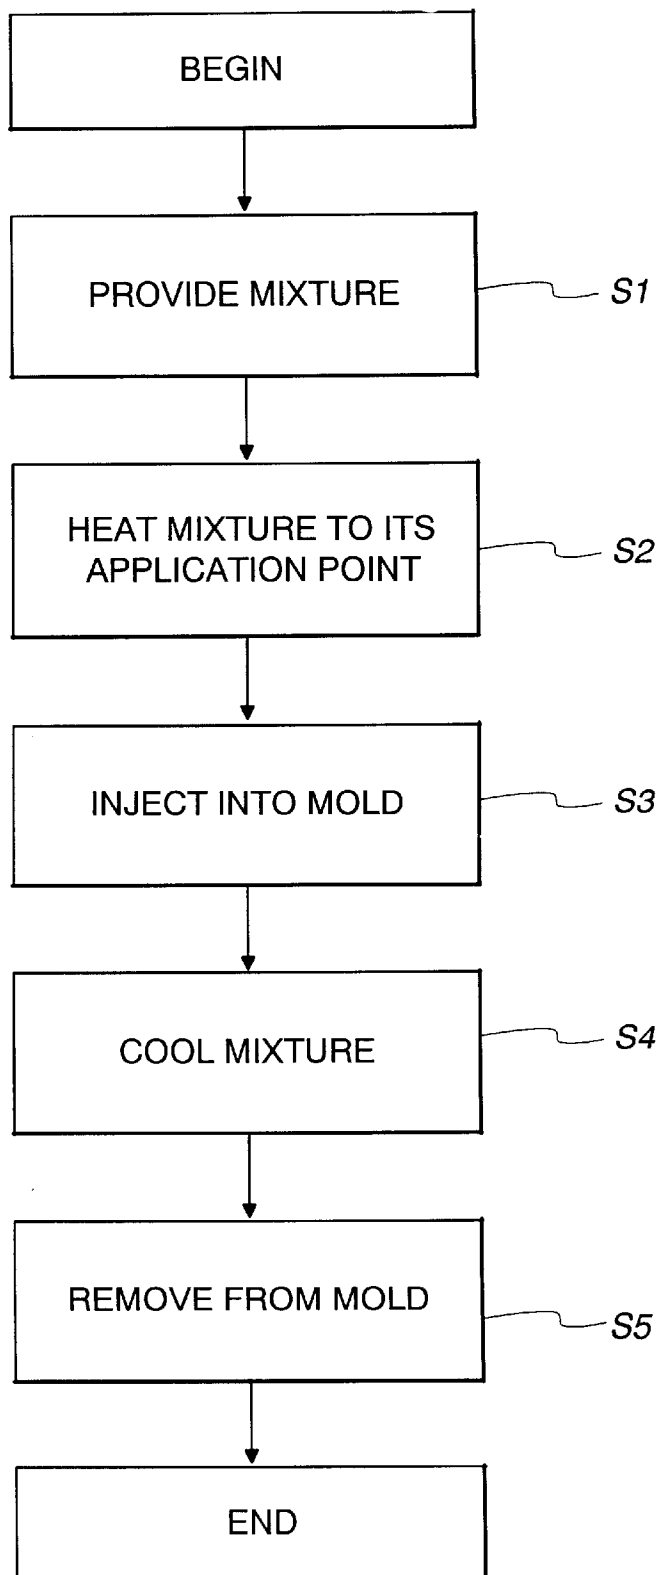 BEGIN
PROVIDE MIXTURE
S1
HEAT MIXTURE TO ITS
APPLICATION POINT
S2
INJECT INTO MOLD
S3
COOL MIXTURE
S4
REMOVE FROM MOLD
S5
END